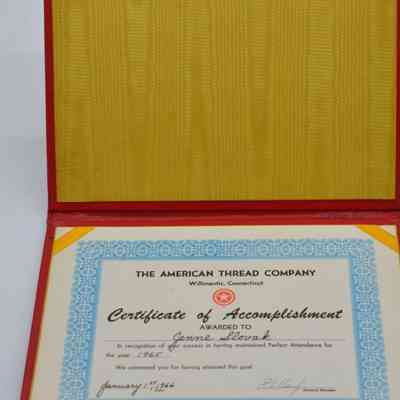 THE AMERICAN THREAD COMPANY
Willimantic, Connecticut
Certificate of Accomplishment
AWARDED TO
Jenne Slovak
In recognition of your success in having maintained Perfect Attendance for
the year 1965
We commend you for having attained this goal
January 1st 1966